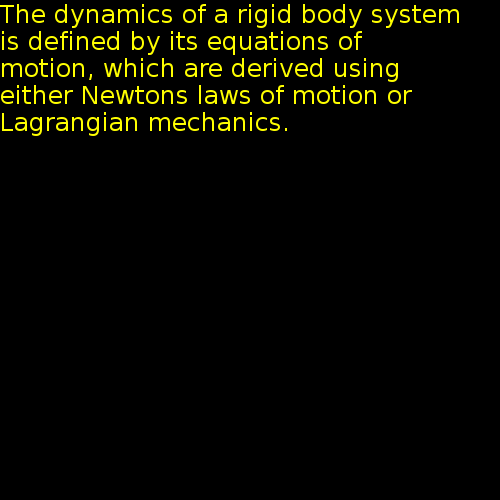 The dynamics of a rigid body system
is defined by its equations of
motion, which are derived using
either Newtons laws of motion or
Lagrangian mechanics.